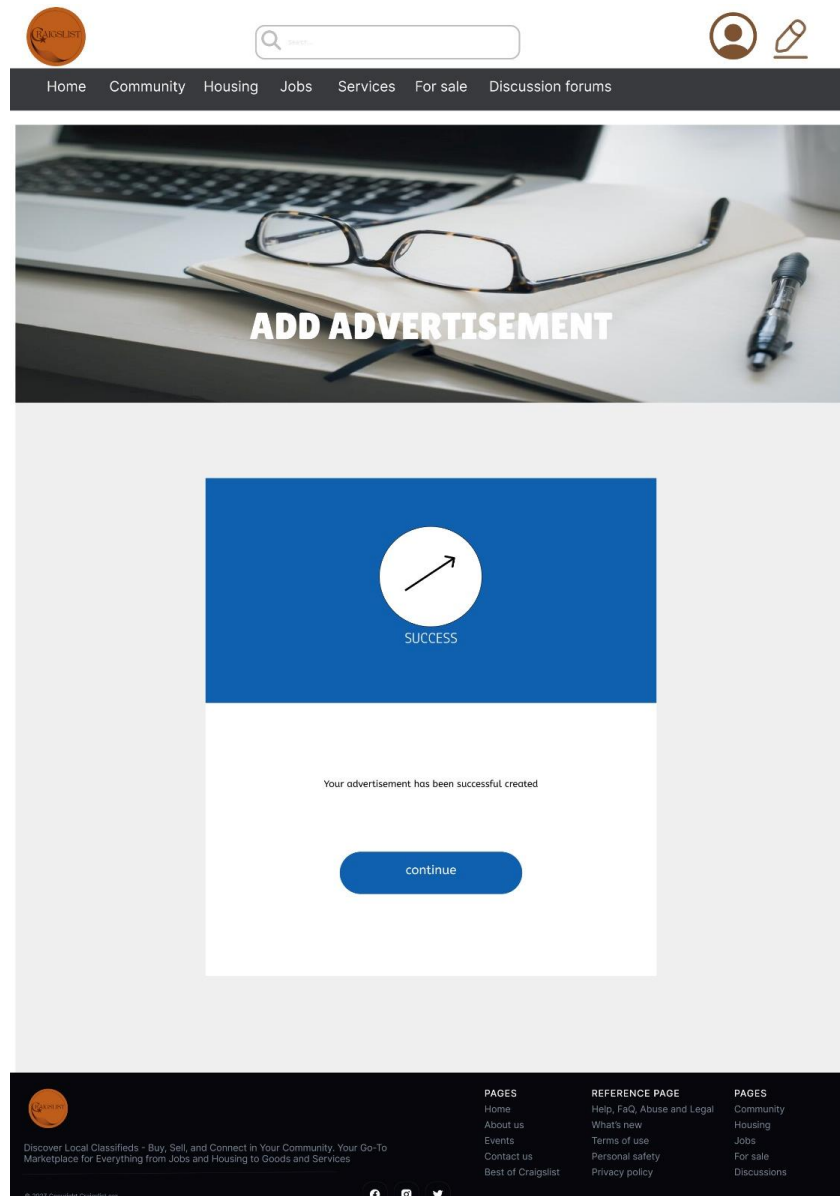 CRAIGSLIST
Search...
Home Community Housing Jobs Services For sale Discussion forums
ADD ADVERTISEMENT
SUCCESS
Your advertisement has been successful created
continue
CRAIGSLIST
Discover Local Classifieds - Buy, Sell, and Connect in Your Community. Your Go-To
Marketplace for Everything from Jobs and Housing to Goods and Services
PAGES
Home
About us
Events
Contact us
Best of Craigslist
REFERENCE PAGE
Help, FaQ, Abuse and Legal
What's new
Terms of use
Personal safety
Privacy policy
PAGES
Community
Housing
Jobs
For sale
Discussions